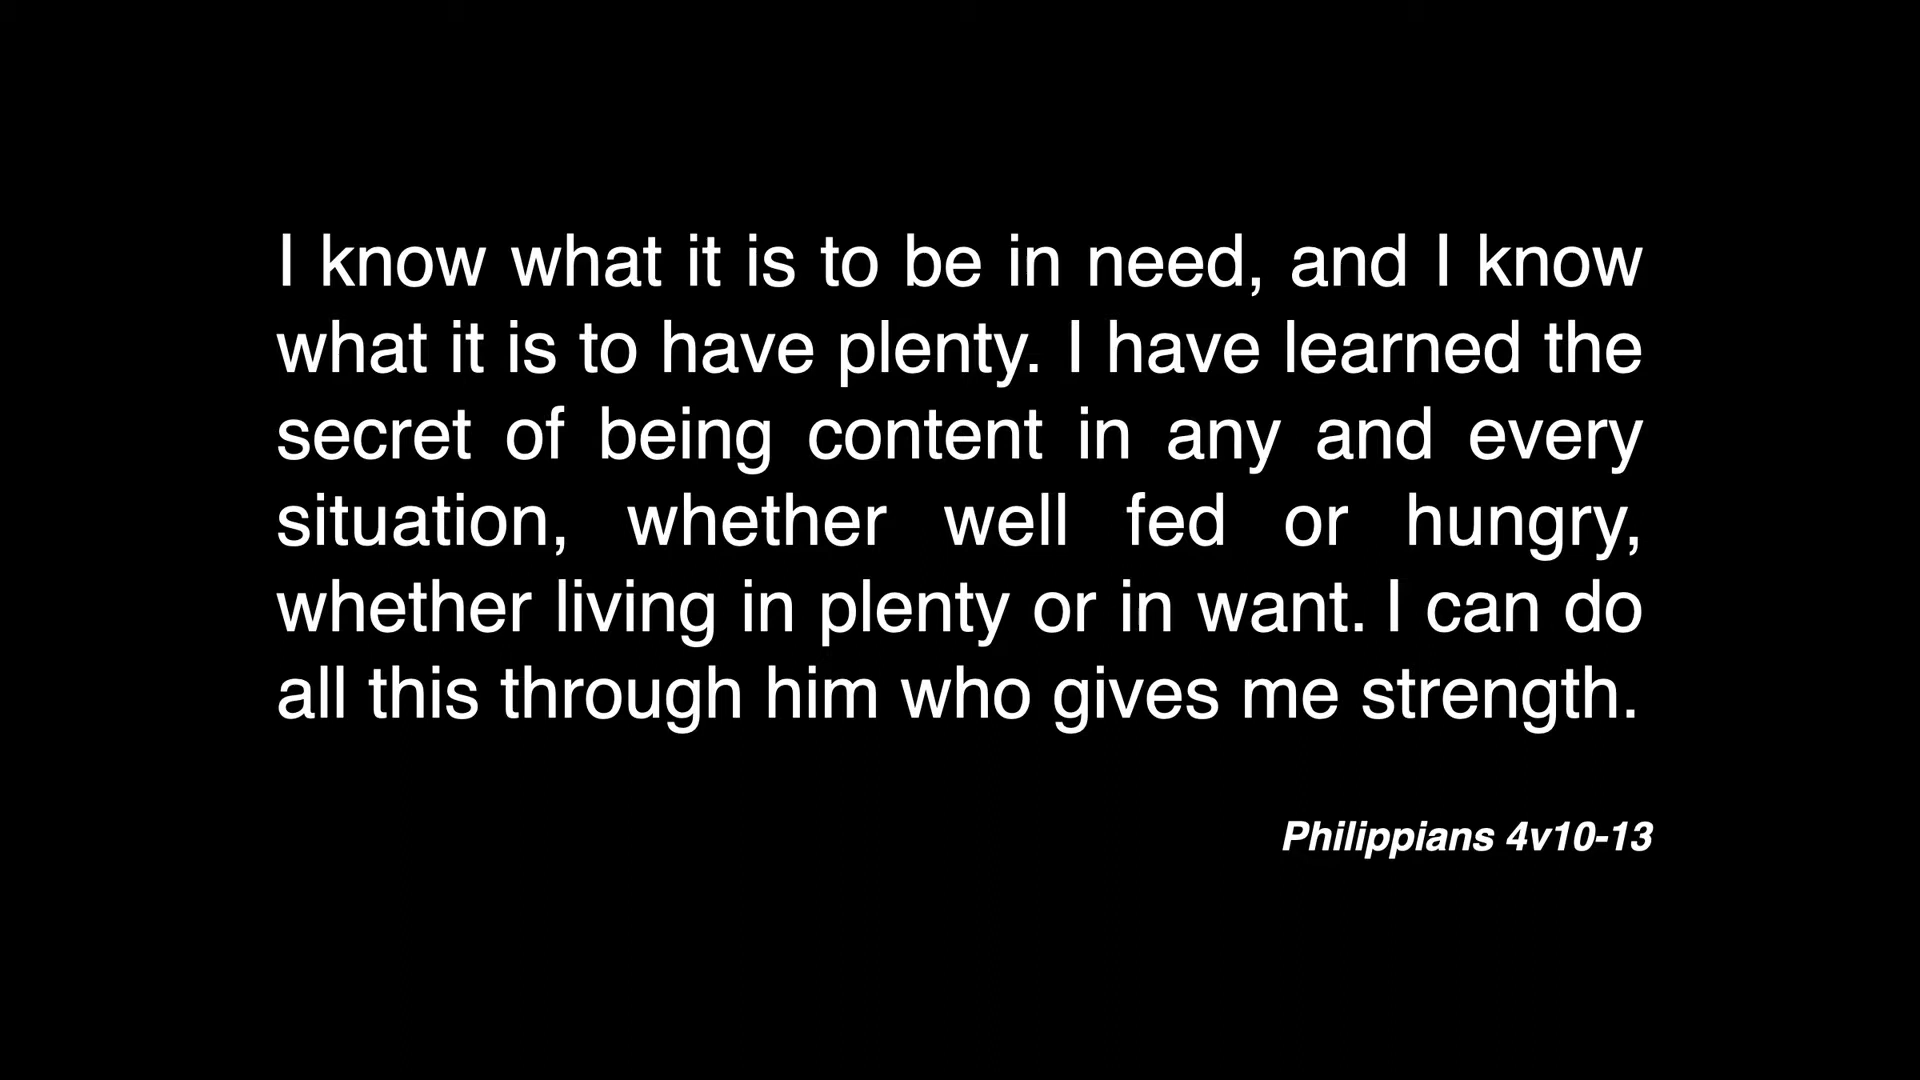 I know what it is to be in need, and I know
what it is to have plenty. I have learned the
secret of being content in any and every
situation, whether well fed or hungry,
whether living in plenty or in want. I can do
all this through him who gives me strength.
Philippians 4v10-13